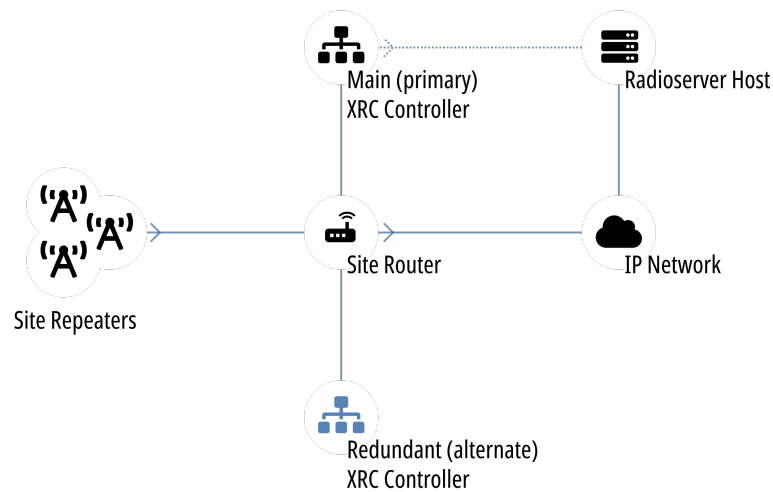 Main (primary)
XRC Controller
Radioserver Host
Site Router
IP Network
Site Repeaters
Redundant (alternate)
XRC Controller